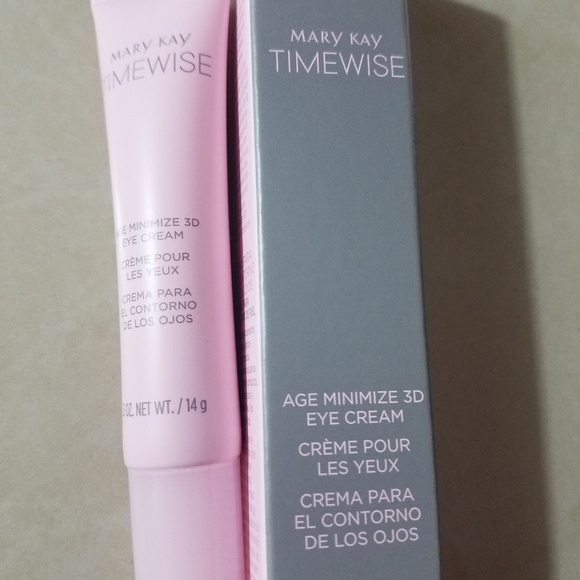 MARY KAY
TIMEWISE
AGE MINIMIZE 3D
EYE CREAM
CRÈME POUR
LES YEUX
CREMA PARA
EL CONTORNO
DE LOS OJOS
OZ. NET WT. / 14 g
MARY KAY
TIMEWISE
AGE MINIMIZE 3D
EYE CREAM
CRÈME POUR
LES YEUX
CREMA PARA
EL CONTORNO
DE LOS OJOS